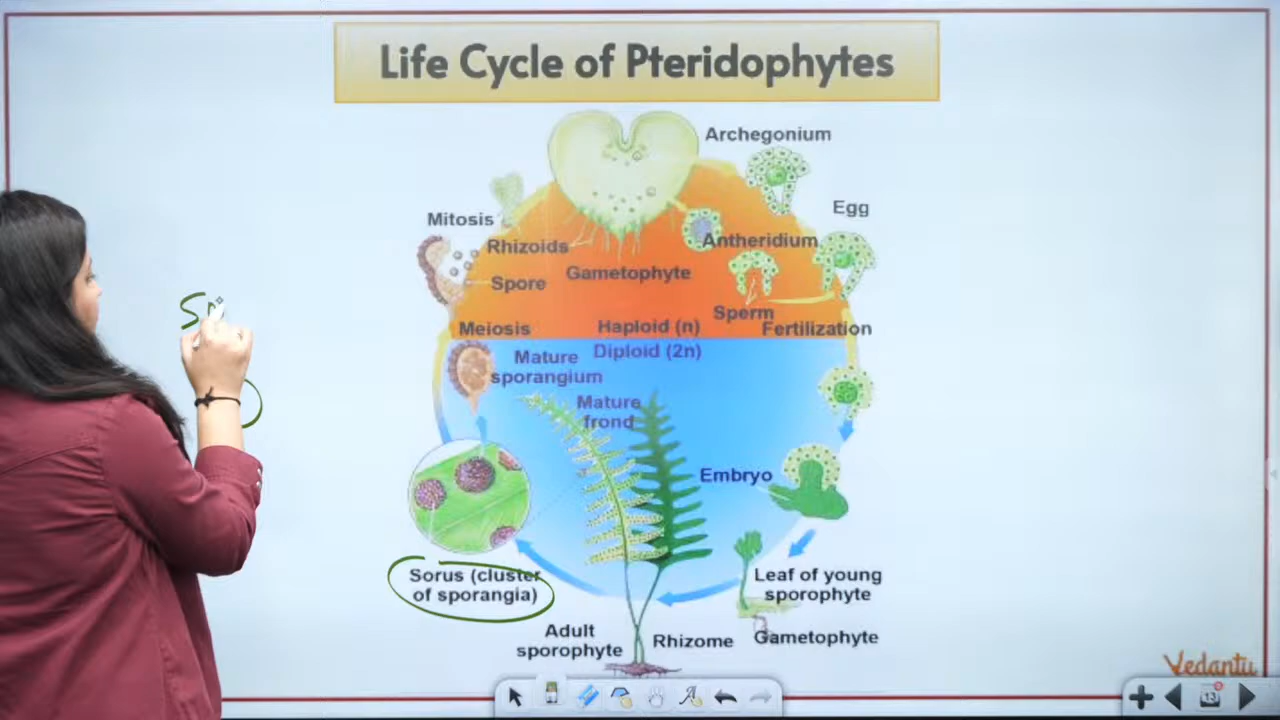 Life Cycle of Pteridophytes
Archegonium
Egg
Mitosis
Rhizoids
Antheridium
Spore
Gametophyte
Sperm
Meiosis
Haploid (n)
Fertilization
Diploid (2n)
Mature
sporangium
Mature
frond
Embryo
Sorus (cluster
of sporangia)
Leaf of young
sporophyte
Adult
sporophyte
Rhizome
Gametophyte
Vedantu
13